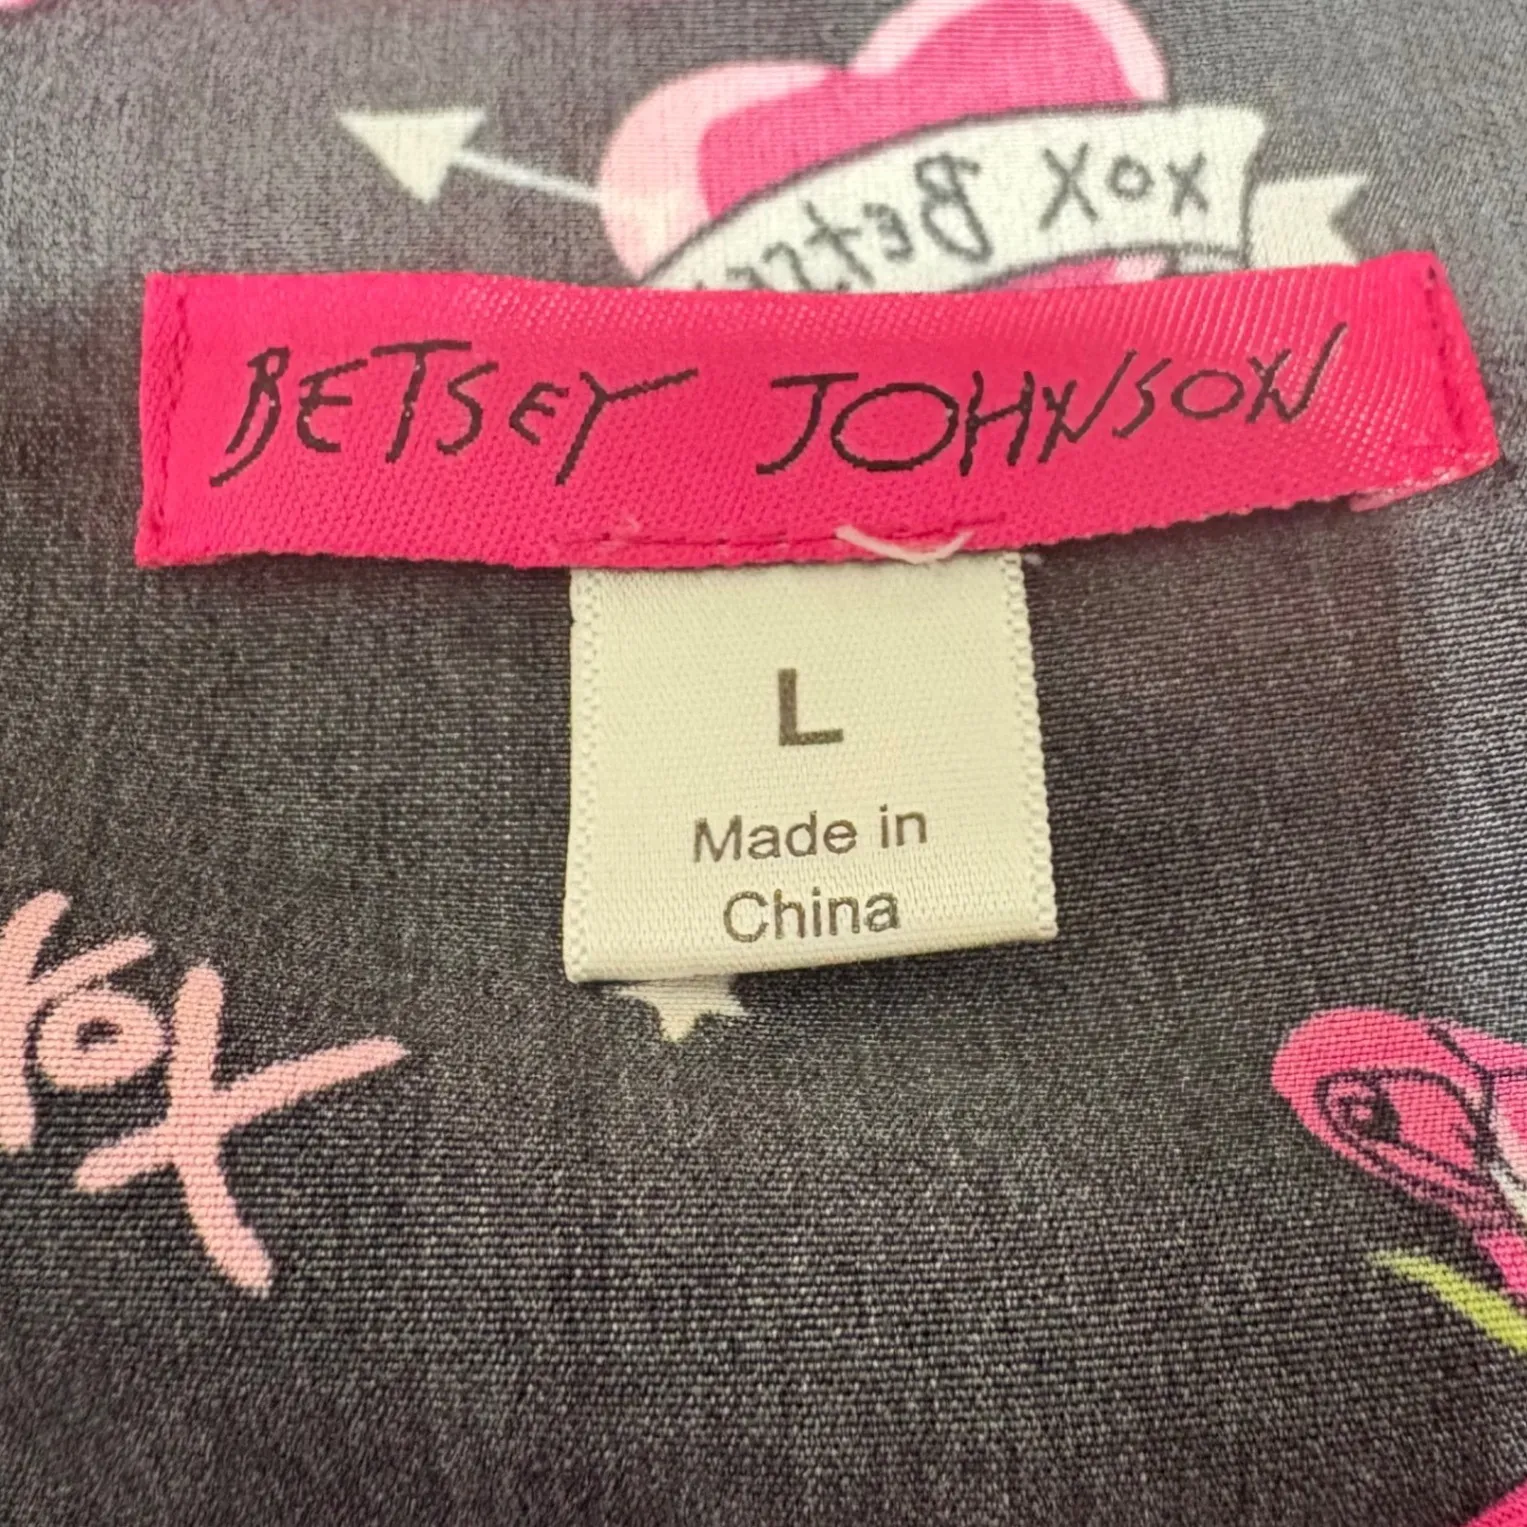 xox Betsey
BETSEY JOHNSON
L
Made in
China
XOX